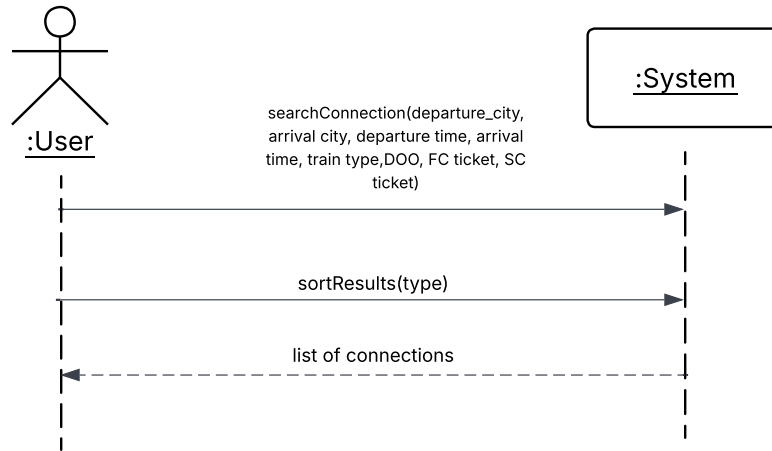 :System
searchConnection(departure_city,
arrival city, departure time, arrival
time, train type,DOO, FC ticket, SC
ticket)
:User
sortResults(type)
list of connections